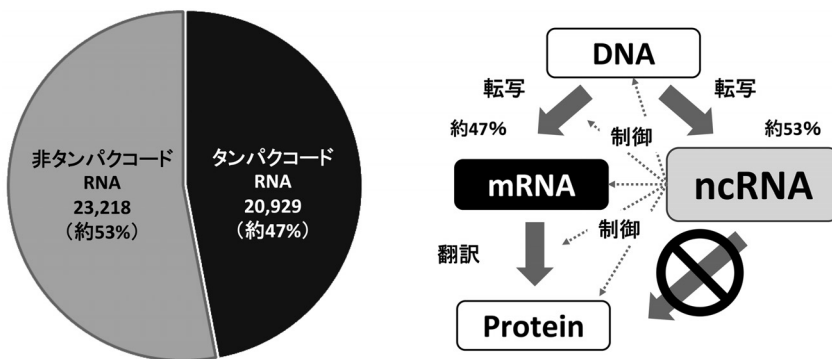 非タンパクコード
RNA
23,218
（約53%）
タンパクコード
RNA
20,929
（約47%）
DNA
転写
転写
約47%
制御
約53%
mRNA
ncRNA
翻訳
制御
Protein